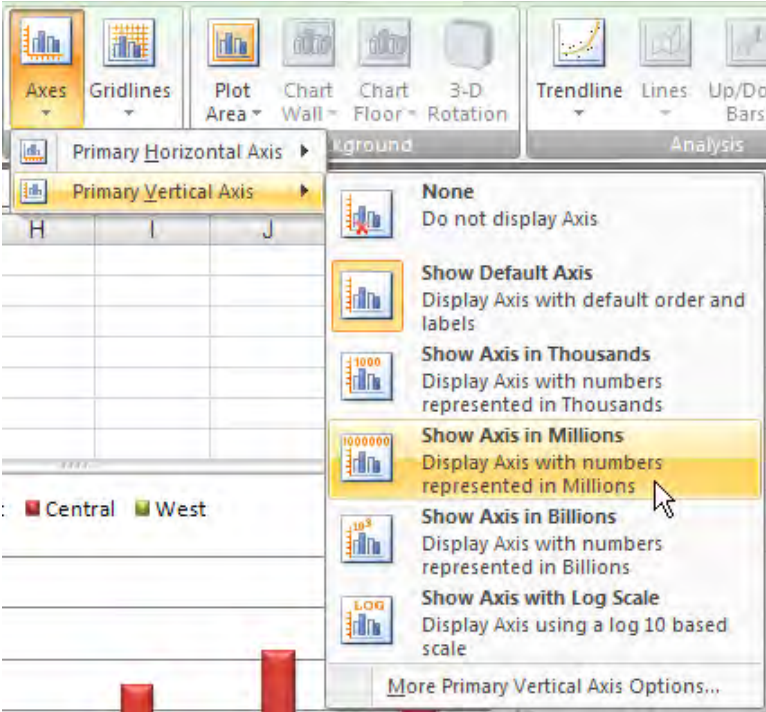 Axes Gridlines Plot Area Chart Wall Chart Floor 3-D Rotation Trendline Lines Up/Do Bars
kground Analysis
Primary Horizontal Axis
Primary Vertical Axis
H I J
None
Do not display Axis
Show Default Axis
Display Axis with default order and
labels
1000
Show Axis in Thousands
Display Axis with numbers
represented in Thousands
1000000
Show Axis in Millions
Display Axis with numbers
represented in Millions
10³
Show Axis in Billions
Display Axis with numbers
represented in Billions
LOG
Show Axis with Log Scale
Display Axis using a log 10 based
scale
More Primary Vertical Axis Options...
Central West